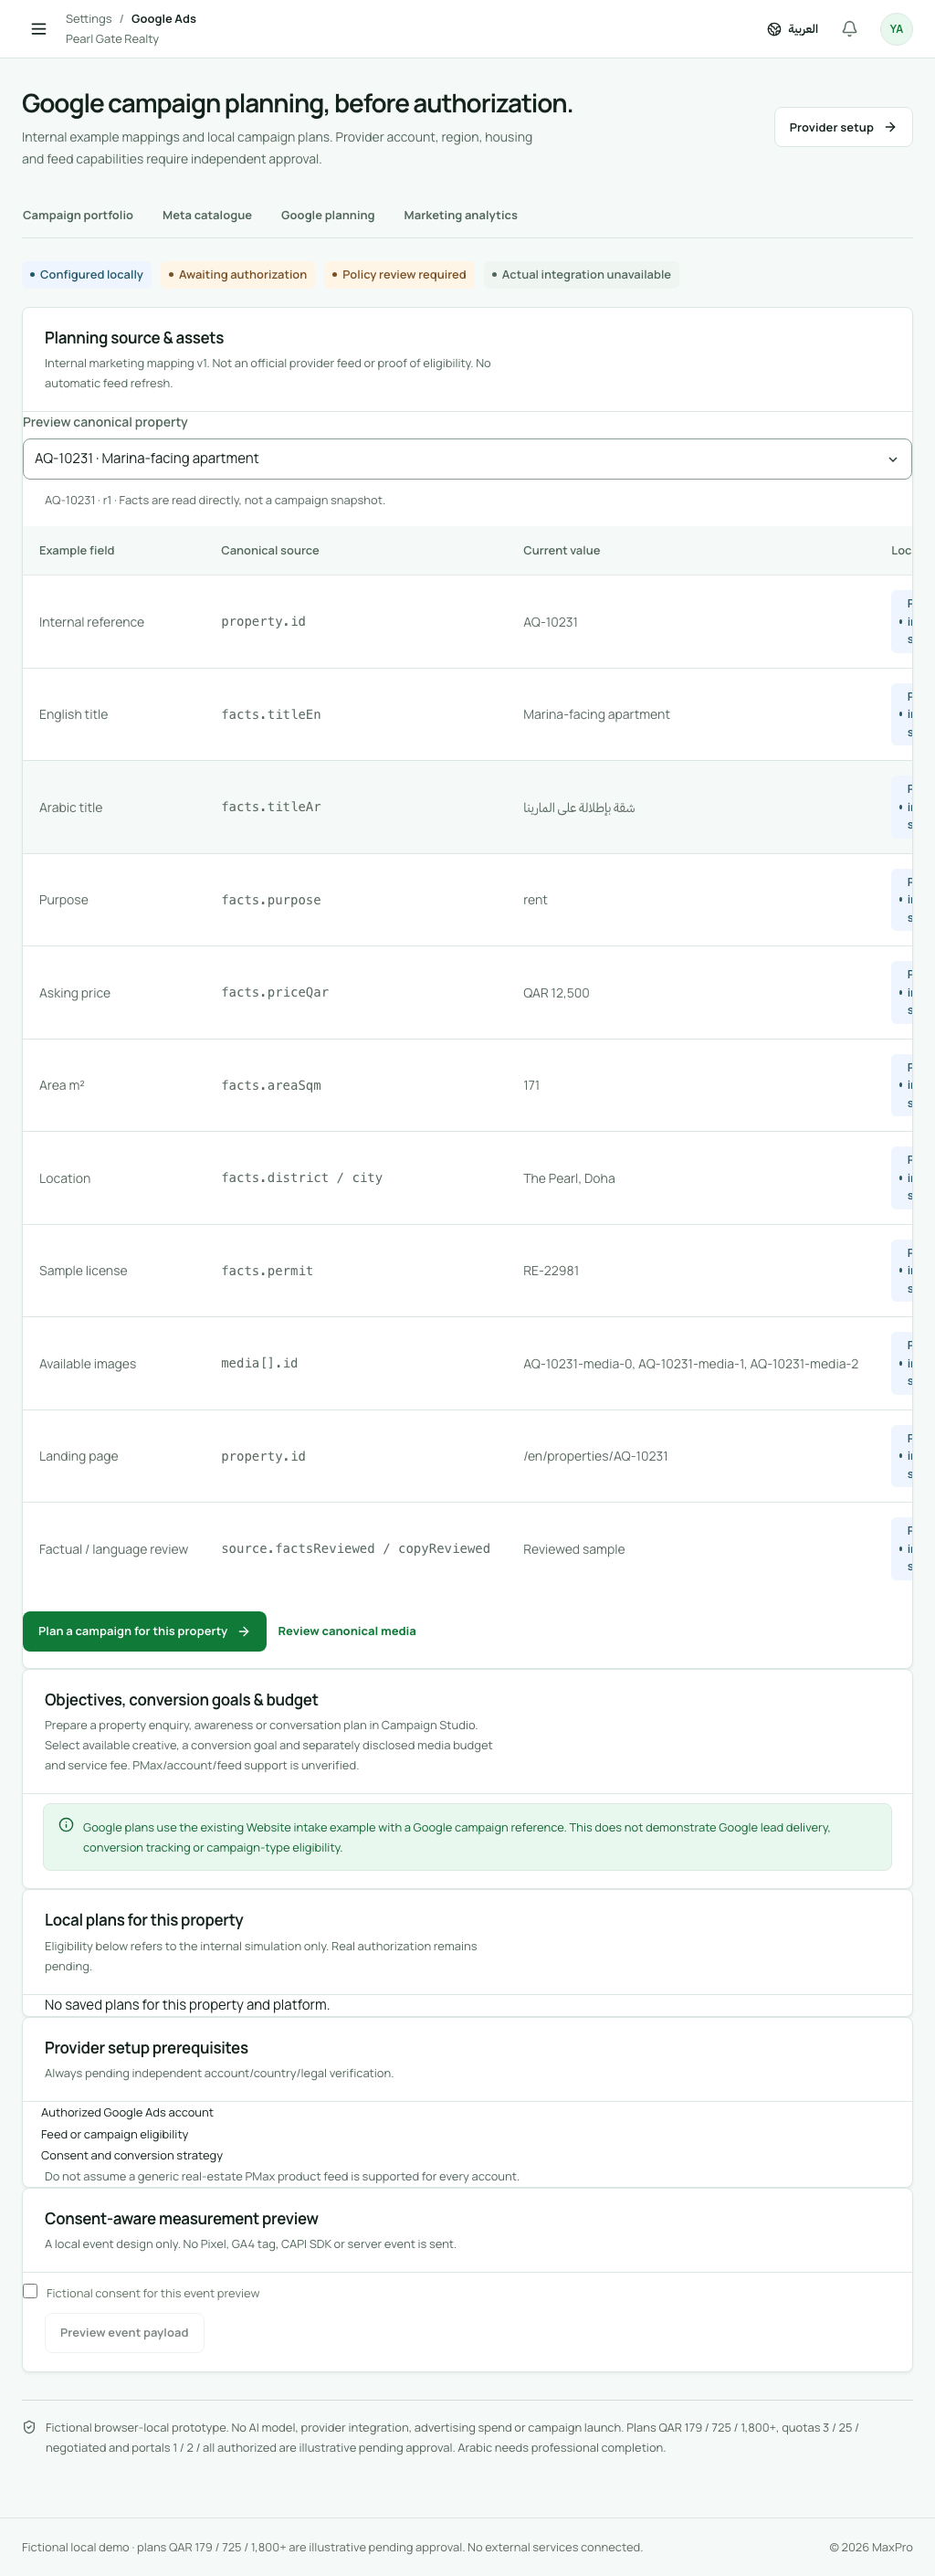 Settings / Google Ads
Pearl Gate Realty
العربية
YA
Google campaign planning, before authorization.
Internal example mappings and local campaign plans. Provider account, region, housing
and feed capabilities require independent approval.
Provider setup
Campaign portfolio Meta catalogue Google planning Marketing analytics
Configured locally Awaiting authorization Policy review required Actual integration unavailable
Planning source & assets
Internal marketing mapping v1. Not an official provider feed or proof of eligibility. No
automatic feed refresh.
Preview canonical property
AQ-10231 · Marina-facing apartment
AQ-10231 · r1 · Facts are read directly, not a campaign snapshot.
Example field Canonical source Current value
Internal reference property.id AQ-10231
English title facts.titleEn Marina-facing apartment
Arabic title facts.titleAr شقة بإطلالة على المارينا
Purpose facts.purpose rent
Asking price facts.priceQar QAR 12,500
Area m² facts.areaSqm 171
Location facts.district / city The Pearl, Doha
Sample license facts.permit RE-22981
Available images media[].id AQ-10231-media-0, AQ-10231-media-1, AQ-10231-media-2
Landing page property.id /en/properties/AQ-10231
Factual / language review source.factsReviewed / copyReviewed Reviewed sample
Plan a campaign for this property Review canonical media
Objectives, conversion goals & budget
Prepare a property enquiry, awareness or conversation plan in Campaign Studio.
Select available creative, a conversion goal and separately disclosed media budget
and service fee. PMax/account/feed support is unverified.
Google plans use the existing Website intake example with a Google campaign reference. This does not demonstrate Google lead delivery,
conversion tracking or campaign-type eligibility.
Local plans for this property
Eligibility below refers to the internal simulation only. Real authorization remains
pending.
No saved plans for this property and platform.
Provider setup prerequisites
Always pending independent account/country/legal verification.
Authorized Google Ads account
Feed or campaign eligibility
Consent and conversion strategy
Do not assume a generic real-estate PMax product feed is supported for every account.
Consent-aware measurement preview
A local event design only. No Pixel, GA4 tag, CAPI SDK or server event is sent.
Fictional consent for this event preview
Preview event payload
Fictional browser-local prototype. No AI model, provider integration, advertising spend or campaign launch. Plans QAR 179 / 725 / 1,800+, quotas 3 / 25 /
negotiated and portals 1 / 2 / all authorized are illustrative pending approval. Arabic needs professional completion.
Fictional local demo · plans QAR 179 / 725 / 1,800+ are illustrative pending approval. No external services connected.
© 2026 MaxPro